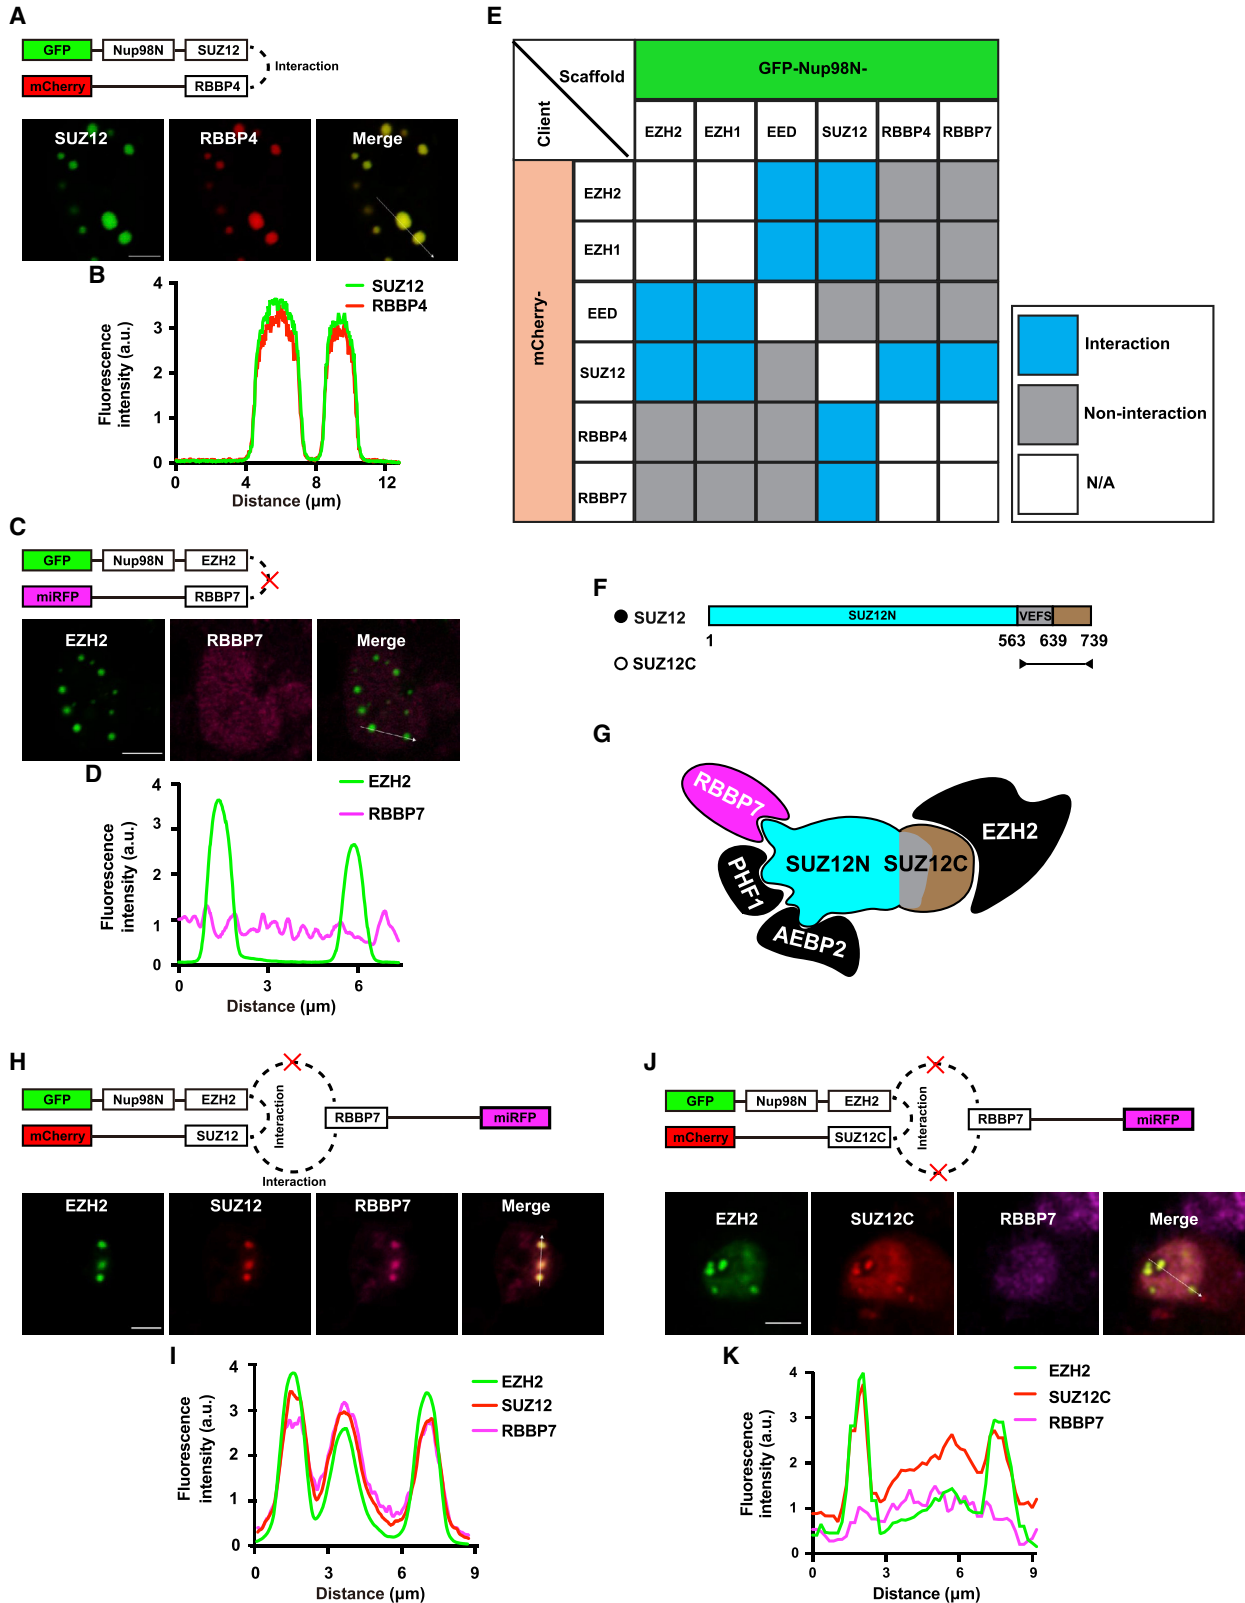 A
GFP
Nup98N
SUZ12
Interaction
mCherry
RBBP4
SUZ12
RBBP4
Merge
B
SUZ12
RBBP4
Fluorescence
intensity (a.u.)
4
3
2
1
0
0
4
8
12
Distance (µm)
C
GFP
Nup98N
EZH2
miRFP
RBBP7
EZH2
RBBP7
Merge
D
EZH2
RBBP7
Fluorescence
intensity (a.u.)
4
3
2
1
0
0
3
6
Distance (µm)
E
Scaffold
Client
GFP-Nup98N-
EZH2
EZH1
EED
SUZ12
RBBP4
RBBP7
mCherry-
EZH2
EZH1
EED
SUZ12
RBBP4
RBBP7
Interaction
Non-interaction
N/A
F
SUZ12
SUZ12N
VEFS
1
563
639
739
SUZ12C
G
RBBP7
PHF1
AEBP2
SUZ12N
SUZ12C
EZH2
H
GFP
Nup98N
EZH2
mCherry
SUZ12
Interaction
Interaction
RBBP7
miRFP
EZH2
SUZ12
RBBP7
Merge
I
EZH2
SUZ12
RBBP7
Fluorescence
intensity (a.u.)
4
3
2
1
0
0
3
6
9
Distance (µm)
J
GFP
Nup98N
EZH2
mCherry
SUZ12C
Interaction
RBBP7
miRFP
EZH2
SUZ12C
RBBP7
Merge
K
EZH2
SUZ12C
RBBP7
Fluorescence
intensity (a.u.)
4
3
2
1
0
0
3
6
9
Distance (µm)